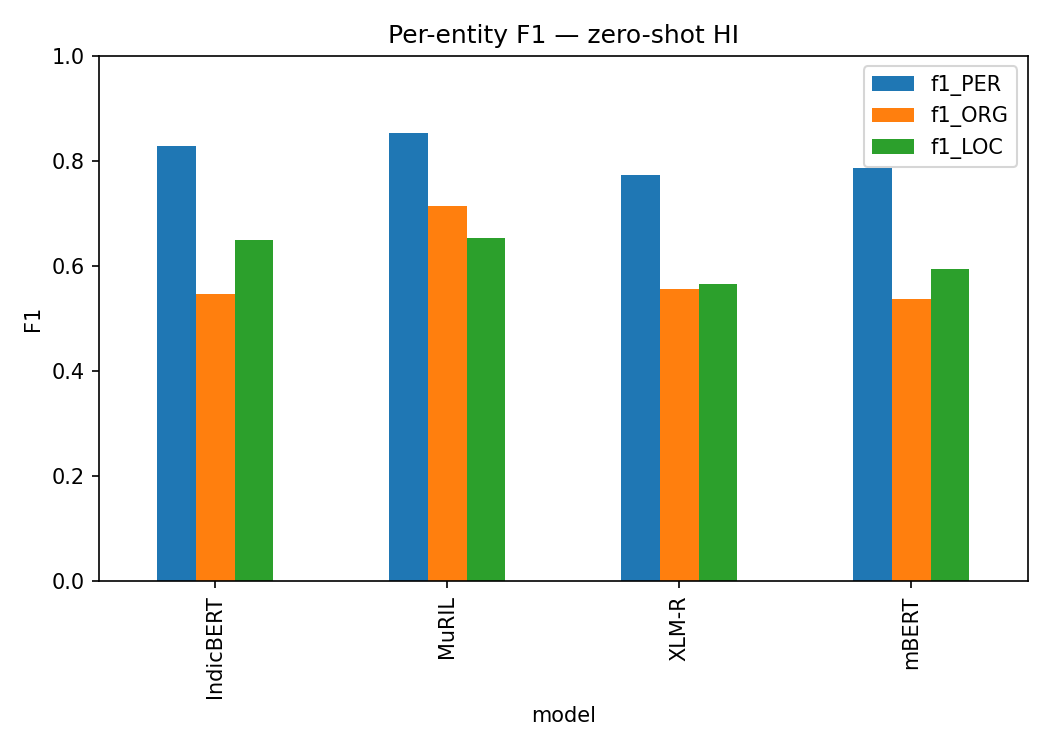 Per-entity F1 — zero-shot HI
f1_PER
f1_ORG
f1_LOC
1.0
0.8
0.6
0.4
0.2
0.0
F1
IndicBERT
MuRIL
XLM-R
mBERT
model